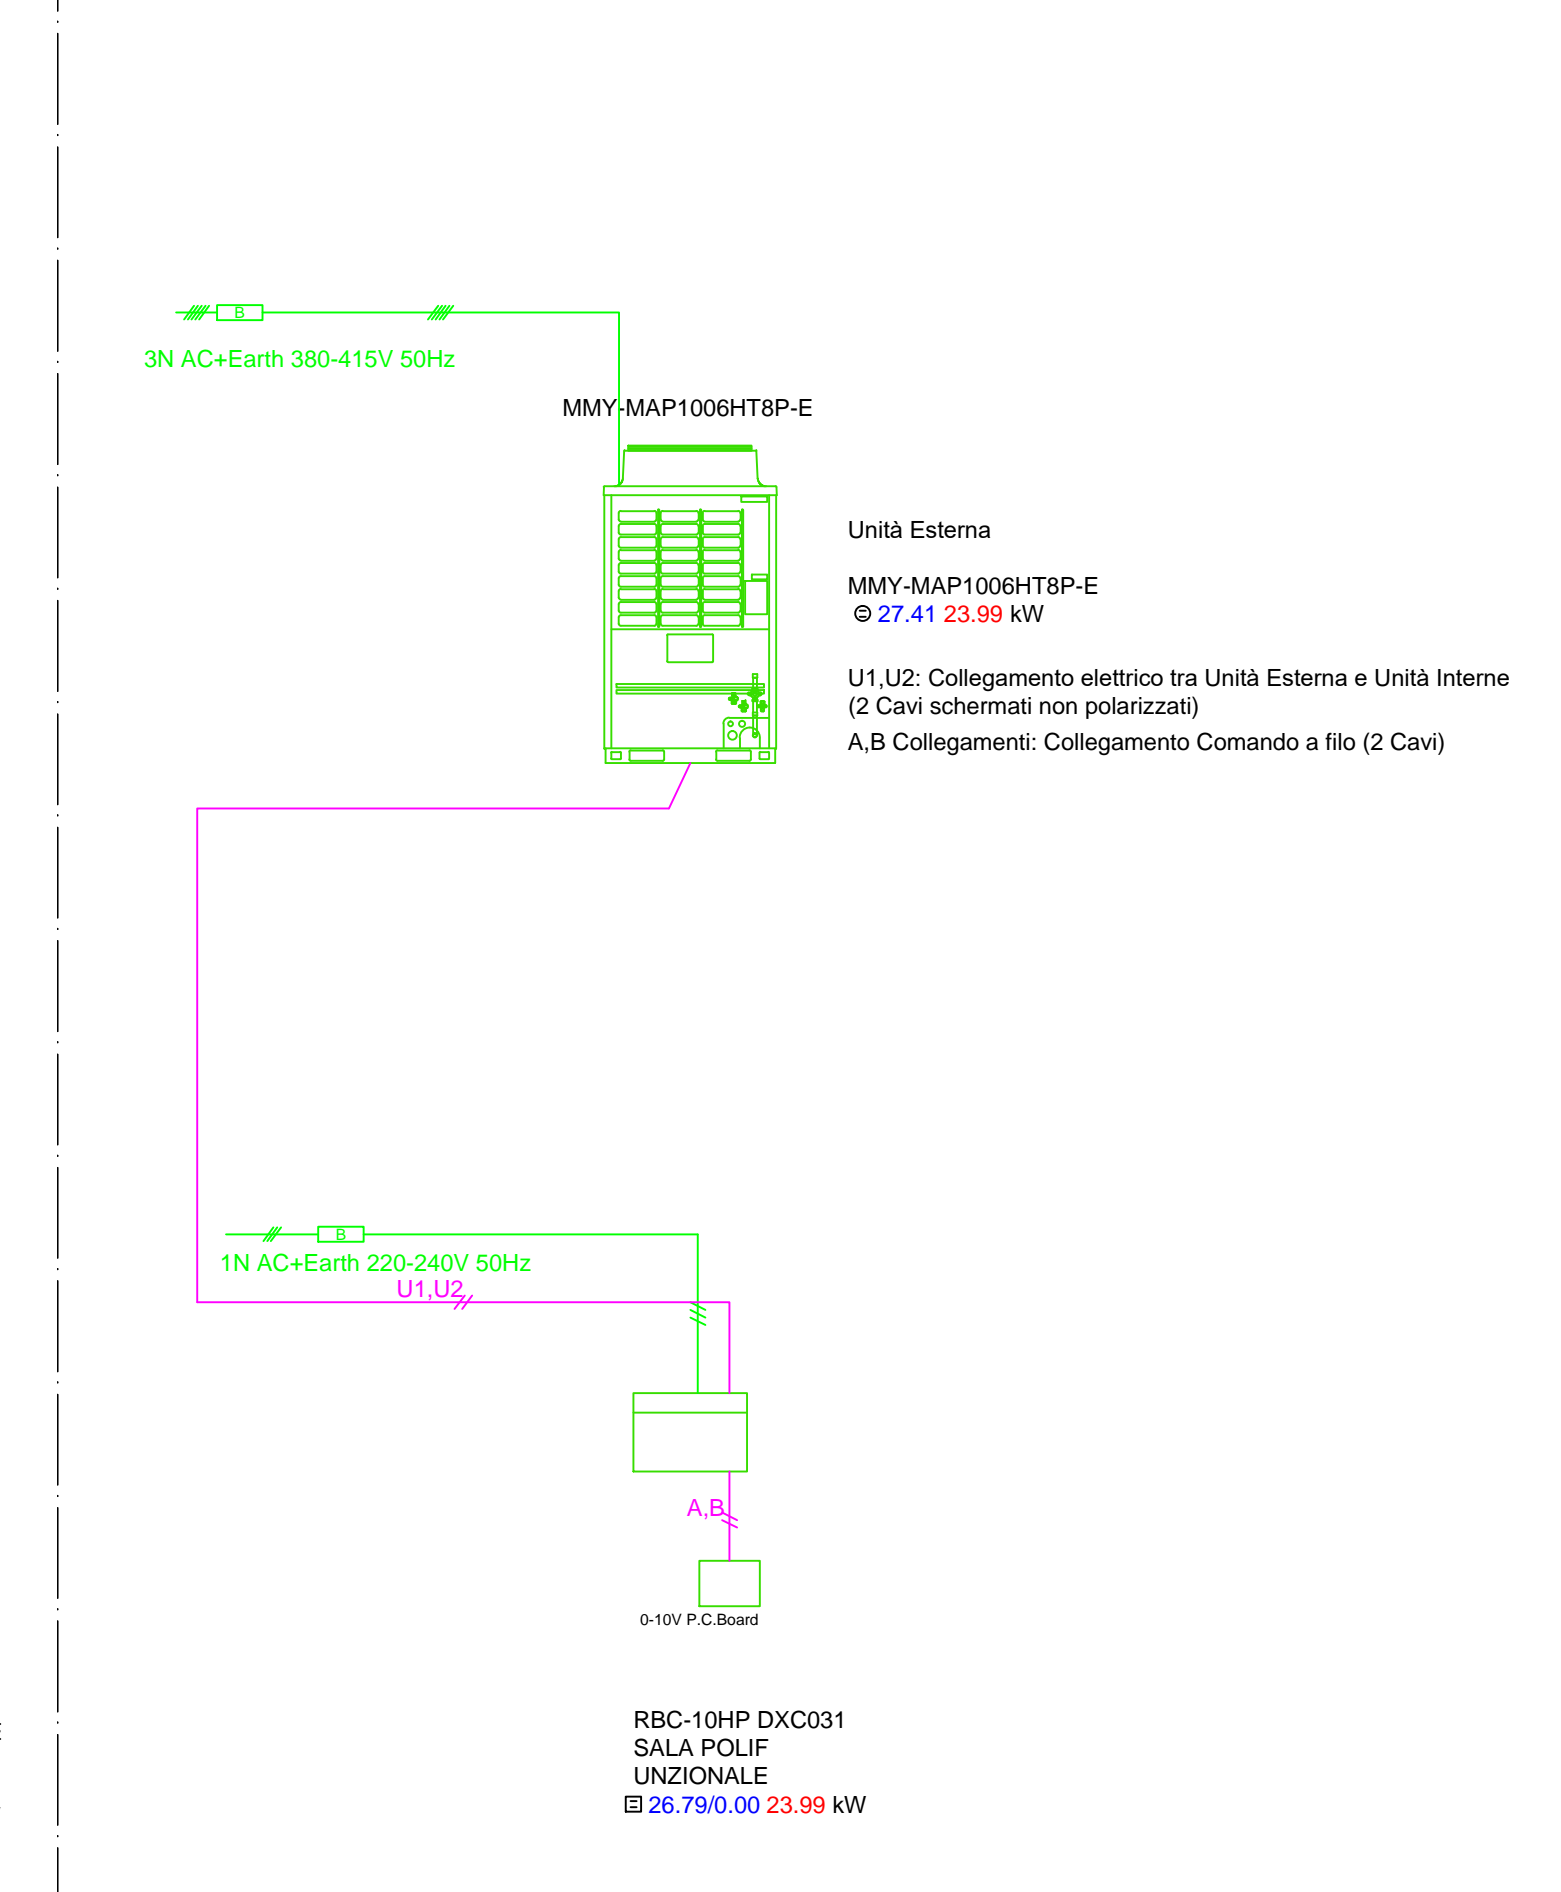 B
3N AC+Earth 380-415V 50Hz
MMY-MAP1006HT8P-E
Unità Esterna
MMY-MAP1006HT8P-E
27.41 23.99 kW
U1,U2: Collegamento elettrico tra Unità Esterna e Unità Interne
(2 Cavi schermati non polarizzati)
A,B Collegamenti: Collegamento Comando a filo (2 Cavi)
B
1N AC+Earth 220-240V 50Hz
U1,U2
A,B
0-10V P.C.Board
RBC-10HP DXC031
SALA POLIF
UNZIONALE
26.79/0.00 23.99 kW